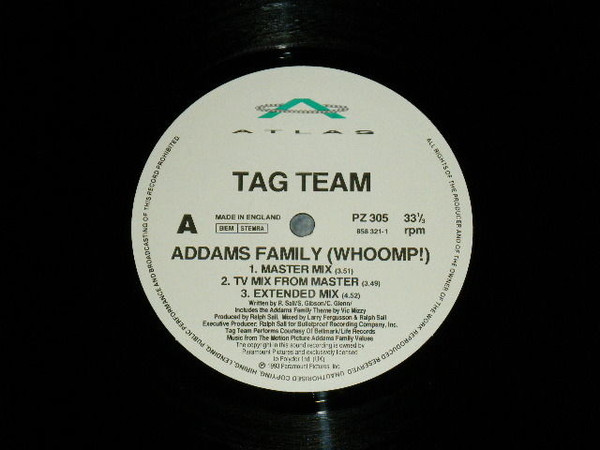 ATLAS
TAG TEAM
A
MADE IN ENGLAND
BIEM STEMRA
PZ 305
858 321-1
33⅓
rpm
ADDAMS FAMILY (WHOOMP!)
1. MASTER MIX (3.51)
2. TV MIX FROM MASTER (3.49)
3. EXTENDED MIX (4.52)
Written by R. Sall/S. Gibson/C. Glenn/
Includes the Addams Family Theme by Vic Mizzy
Produced by Ralph Sall. Mixed by Larry Fergusson & Ralph Sall
Executive Producer: Ralph Sall for Bulletproof Recording Company, Inc.
Tag Team Performs Courtesy Of Bellmark/Life Records
Music from The Motion Picture Addams Family Values
The copyright in this sound recording is owned by
Paramount Pictures and exclusively licensed
to Polydor Ltd. (UK)
℗ 1993 Paramount Pictures, Inc.
ALL RIGHTS OF THE PRODUCER AND OF THE OWNER OF THE WORK REPRODUCED RESERVED. UNAUTHORISED COPYING, HIRING, LENDING, PUBLIC PERFORMANCE AND BROADCASTING OF THIS RECORD PROHIBITED